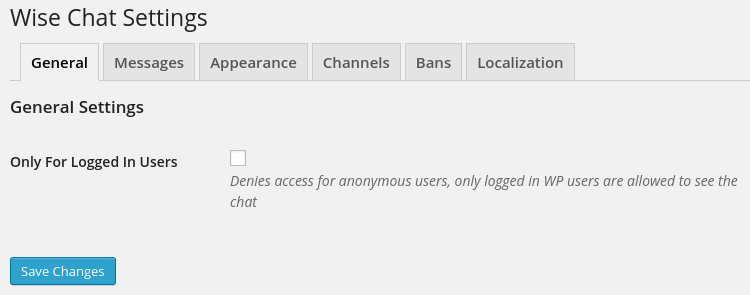 Wise Chat Settings
General Messages Appearance Channels Bans Localization
General Settings
Only For Logged In Users
Denies access for anonymous users, only logged in WP users are allowed to see the
chat
Save Changes